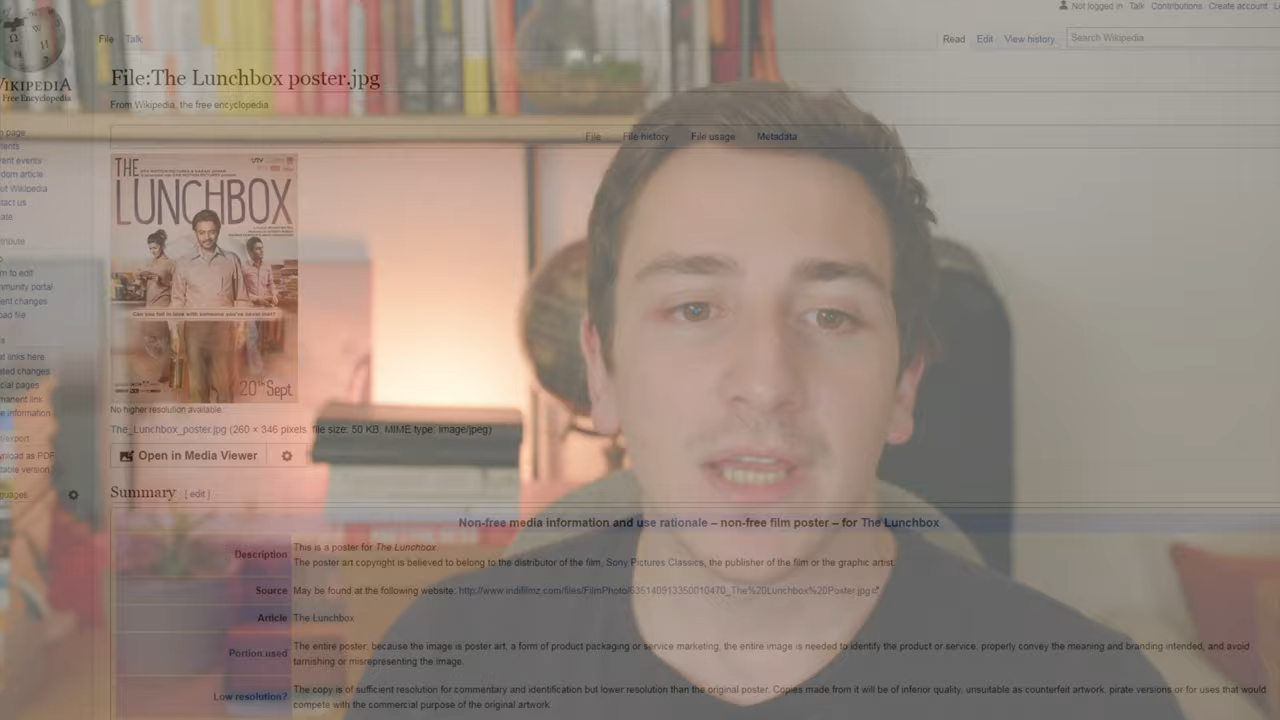 Not logged in Talk Contributions Create account
File Talk
Read Edit View history Search Wikipedia
WIKIPEDIA
Free Encyclopedia
File:The Lunchbox poster.jpg
From Wikipedia, the free encyclopedia
File File history File usage Metadata
THE
LUNCHBOX
Can you fall in love with someone you've never met?
20th Sept
No higher resolution available.
The_Lunchbox_poster.jpg (260 × 346 pixels, file size: 50 KB, MIME type: image/jpeg)
Open in Media Viewer
Summary [ edit ]
Non-free media information and use rationale – non-free film poster – for The Lunchbox
Description This is a poster for The Lunchbox.
The poster art copyright is believed to belong to the distributor of the film, Sony Pictures Classics, the publisher of the film or the graphic artist.
Source May be found at the following website: http://www.indifilmz.com/files/FilmPhoto/635140913350010470_The%20Lunchbox%20Poster.jpg
Article The Lunchbox
Portion used The entire poster: because the image is poster art, a form of product packaging or service marketing, the entire image is needed to identify the product or service, properly convey the meaning and branding intended, and avoid
tarnishing or misrepresenting the image.
Low resolution? The copy is of sufficient resolution for commentary and identification but lower resolution than the original poster. Copies made from it will be of inferior quality, unsuitable as counterfeit artwork, pirate versions or for uses that would
compete with the commercial purpose of the original artwork.